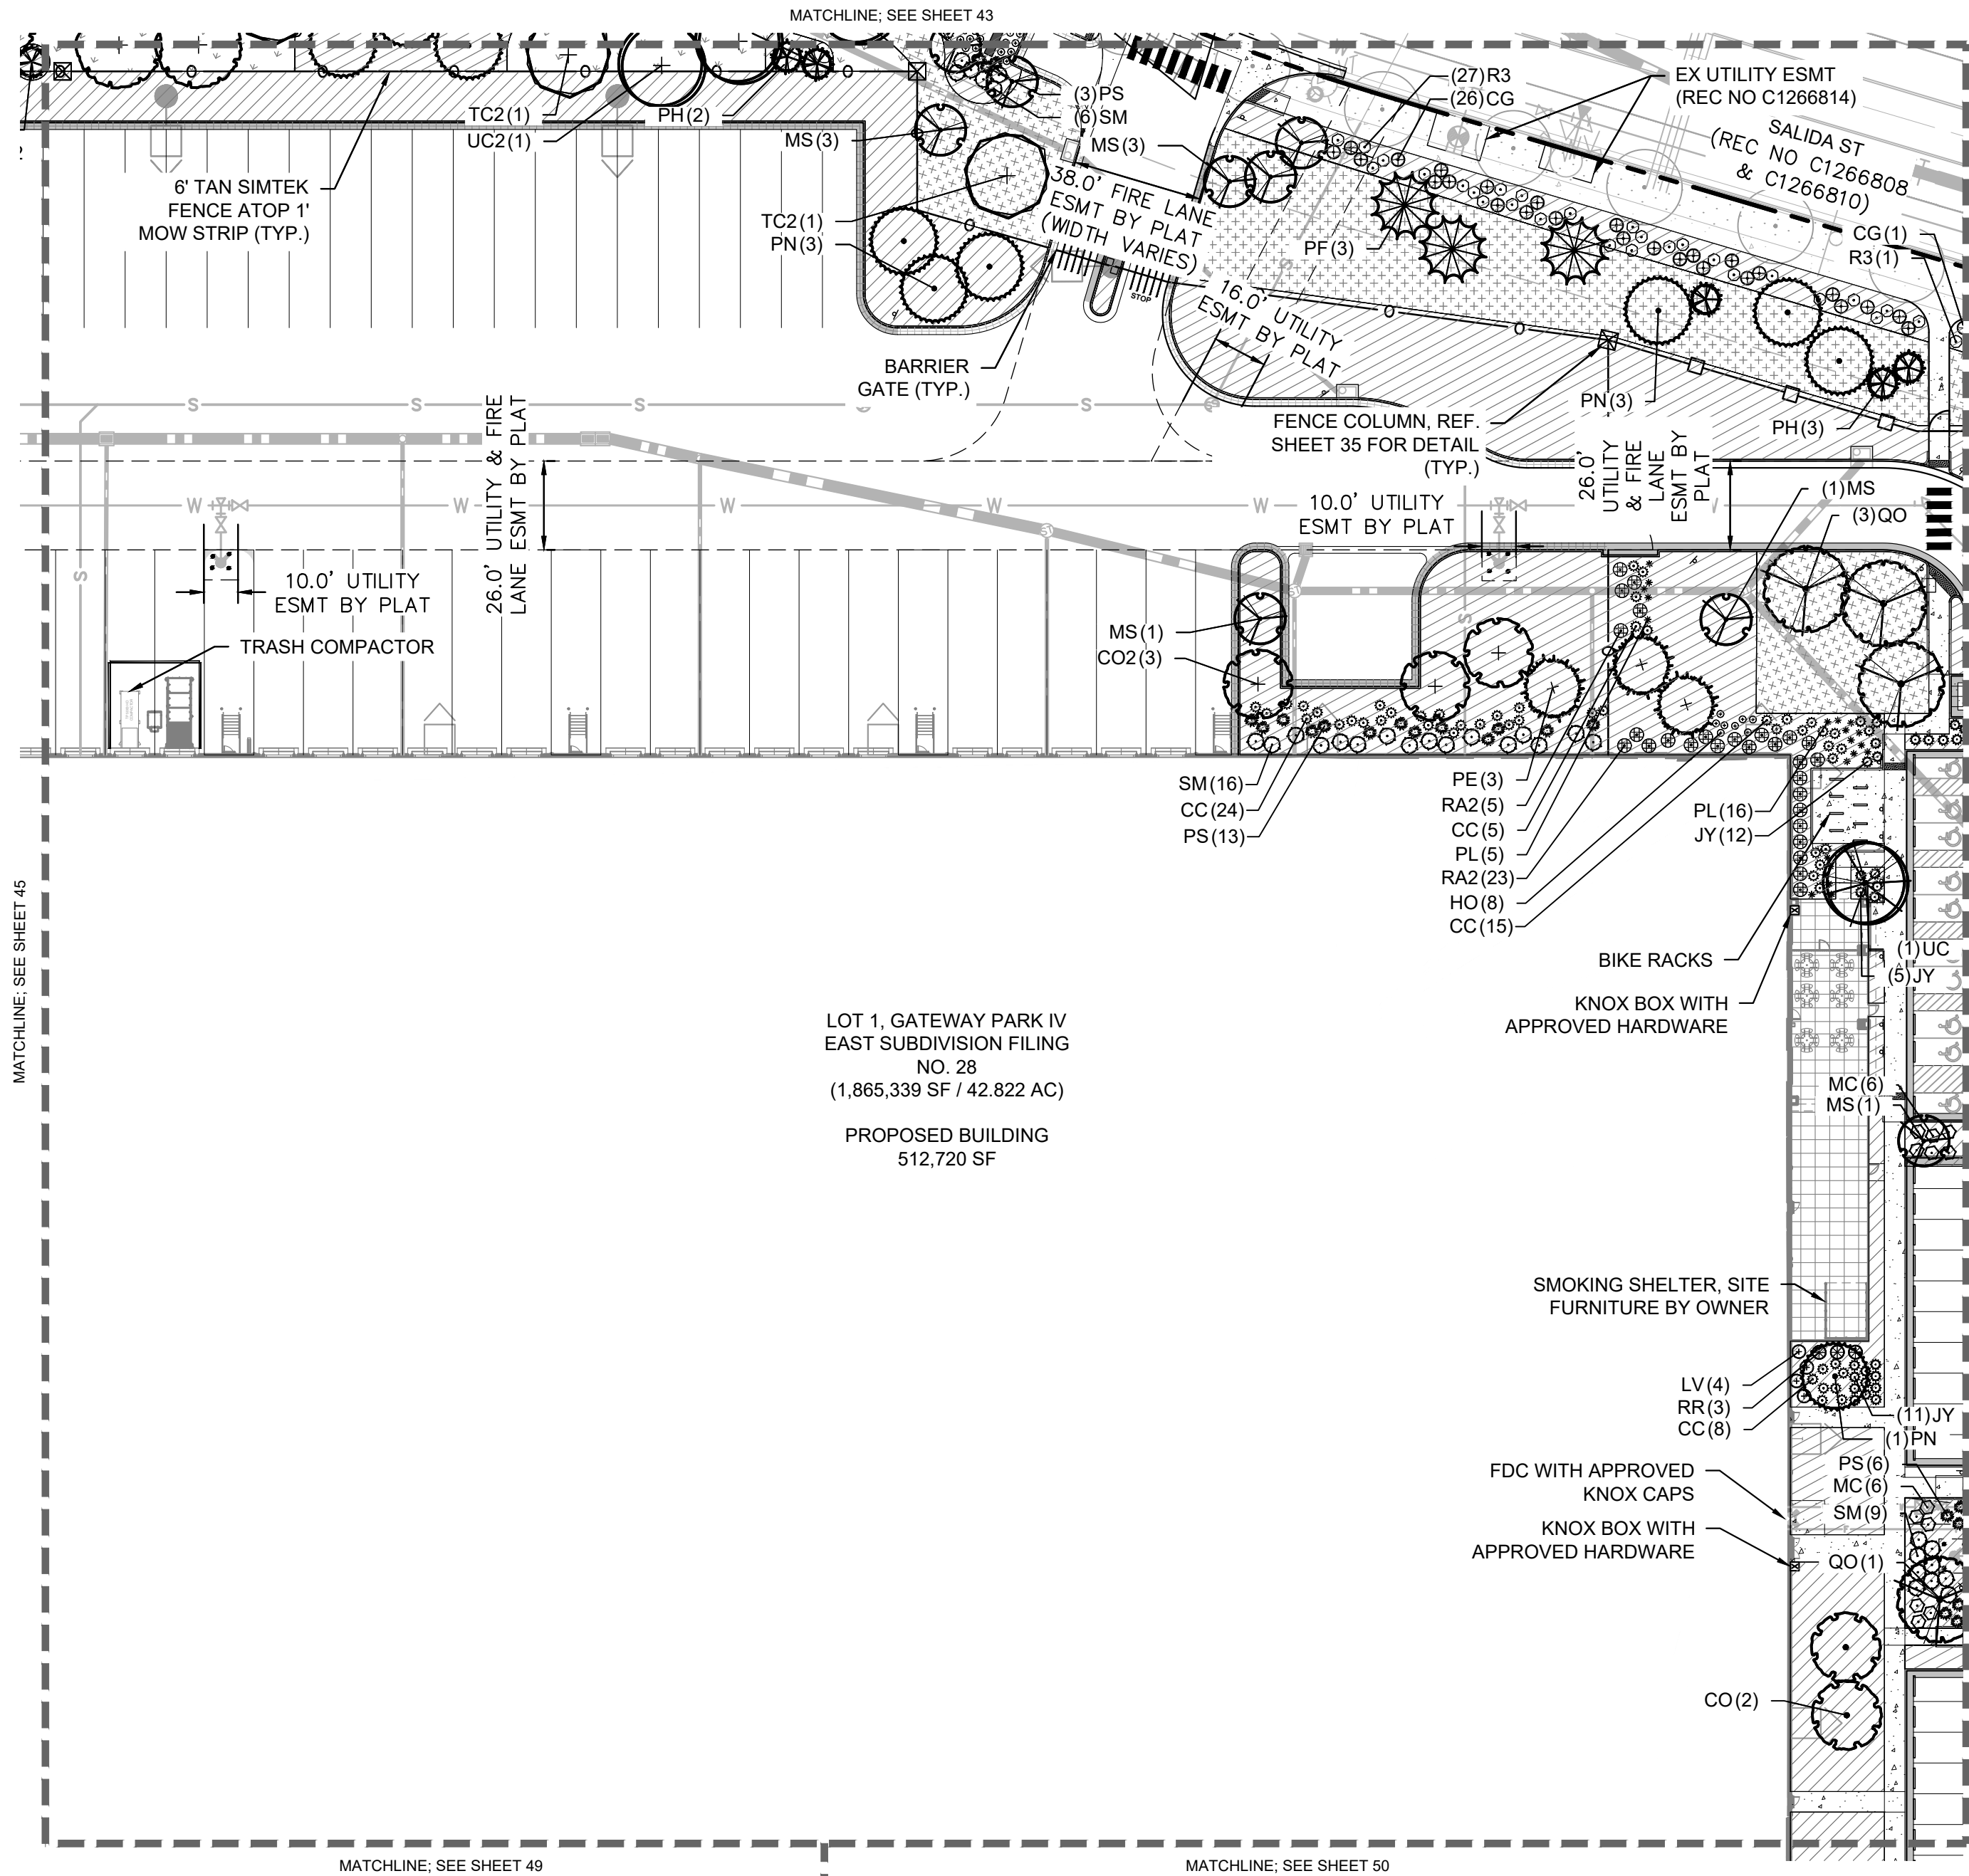 MATCHLINE; SEE SHEET 43
(27)R3
(26)CG
EX UTILITY ESMT
(REC NO C1266814)
SALIDA ST
(REC NO C1266808
& C1266810)
(3)PS
(6)SM
TC2(1)
PH(2)
UC2(1)
MS(3)
MS(3)
38.0' FIRE LANE
ESMT BY PLAT
(WIDTH VARIES)
6' TAN SIMTEK
FENCE ATOP 1'
MOW STRIP (TYP.)
TC2(1)
PN(3)
PF(3)
CG(1)
R3(1)
STOP
16.0' UTILITY
ESMT BY PLAT
BARRIER
GATE (TYP.)
PN(3)
PH(3)
FENCE COLUMN, REF.
SHEET 35 FOR DETAIL
(TYP.)
S
S
S
S
26.0' UTILITY & FIRE
LANE ESMT BY PLAT
26.0'
UTILITY
& FIRE
LANE
ESMT BY
PLAT
W
W
W
W
W
10.0' UTILITY
ESMT BY PLAT
(1)MS
(3)QO
S
10.0' UTILITY
ESMT BY PLAT
TRASH COMPACTOR
MS(1)
CO2(3)
S
SM(16)
CC(24)
PS(13)
PE(3)
RA2(5)
CC(5)
PL(5)
RA2(23)
HO(8)
CC(15)
PL(16)
JY(12)
BIKE RACKS
(1)UC
(5)JY
KNOX BOX WITH
APPROVED HARDWARE
MATCHLINE; SEE SHEET 45
LOT 1, GATEWAY PARK IV
EAST SUBDIVISION FILING
NO. 28
(1,865,339 SF / 42.822 AC)
PROPOSED BUILDING
512,720 SF
MC(6)
MS(1)
SMOKING SHELTER, SITE
FURNITURE BY OWNER
LV(4)
RR(3)
CC(8)
(11)JY
(1)PN
PS(6)
MC(6)
SM(9)
FDC WITH APPROVED
KNOX CAPS
KNOX BOX WITH
APPROVED HARDWARE
QO(1)
CO(2)
MATCHLINE; SEE SHEET 49
MATCHLINE; SEE SHEET 50